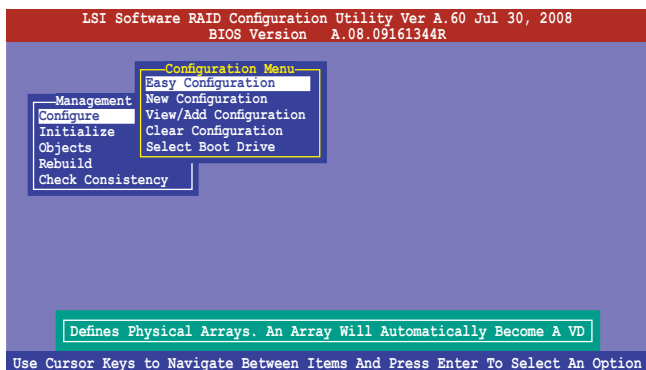 LSI Software RAID Configuration Utility Ver A.60 Jul 30, 2008
BIOS Version A.08.09161344R
Configuration Menu
Easy Configuration
New Configuration
View/Add Configuration
Clear Configuration
Select Boot Drive
Management
Configure
Initialize
Objects
Rebuild
Check Consistency
Defines Physical Arrays. An Array Will Automatically Become A VD
Use Cursor Keys to Navigate Between Items And Press Enter To Select An Option